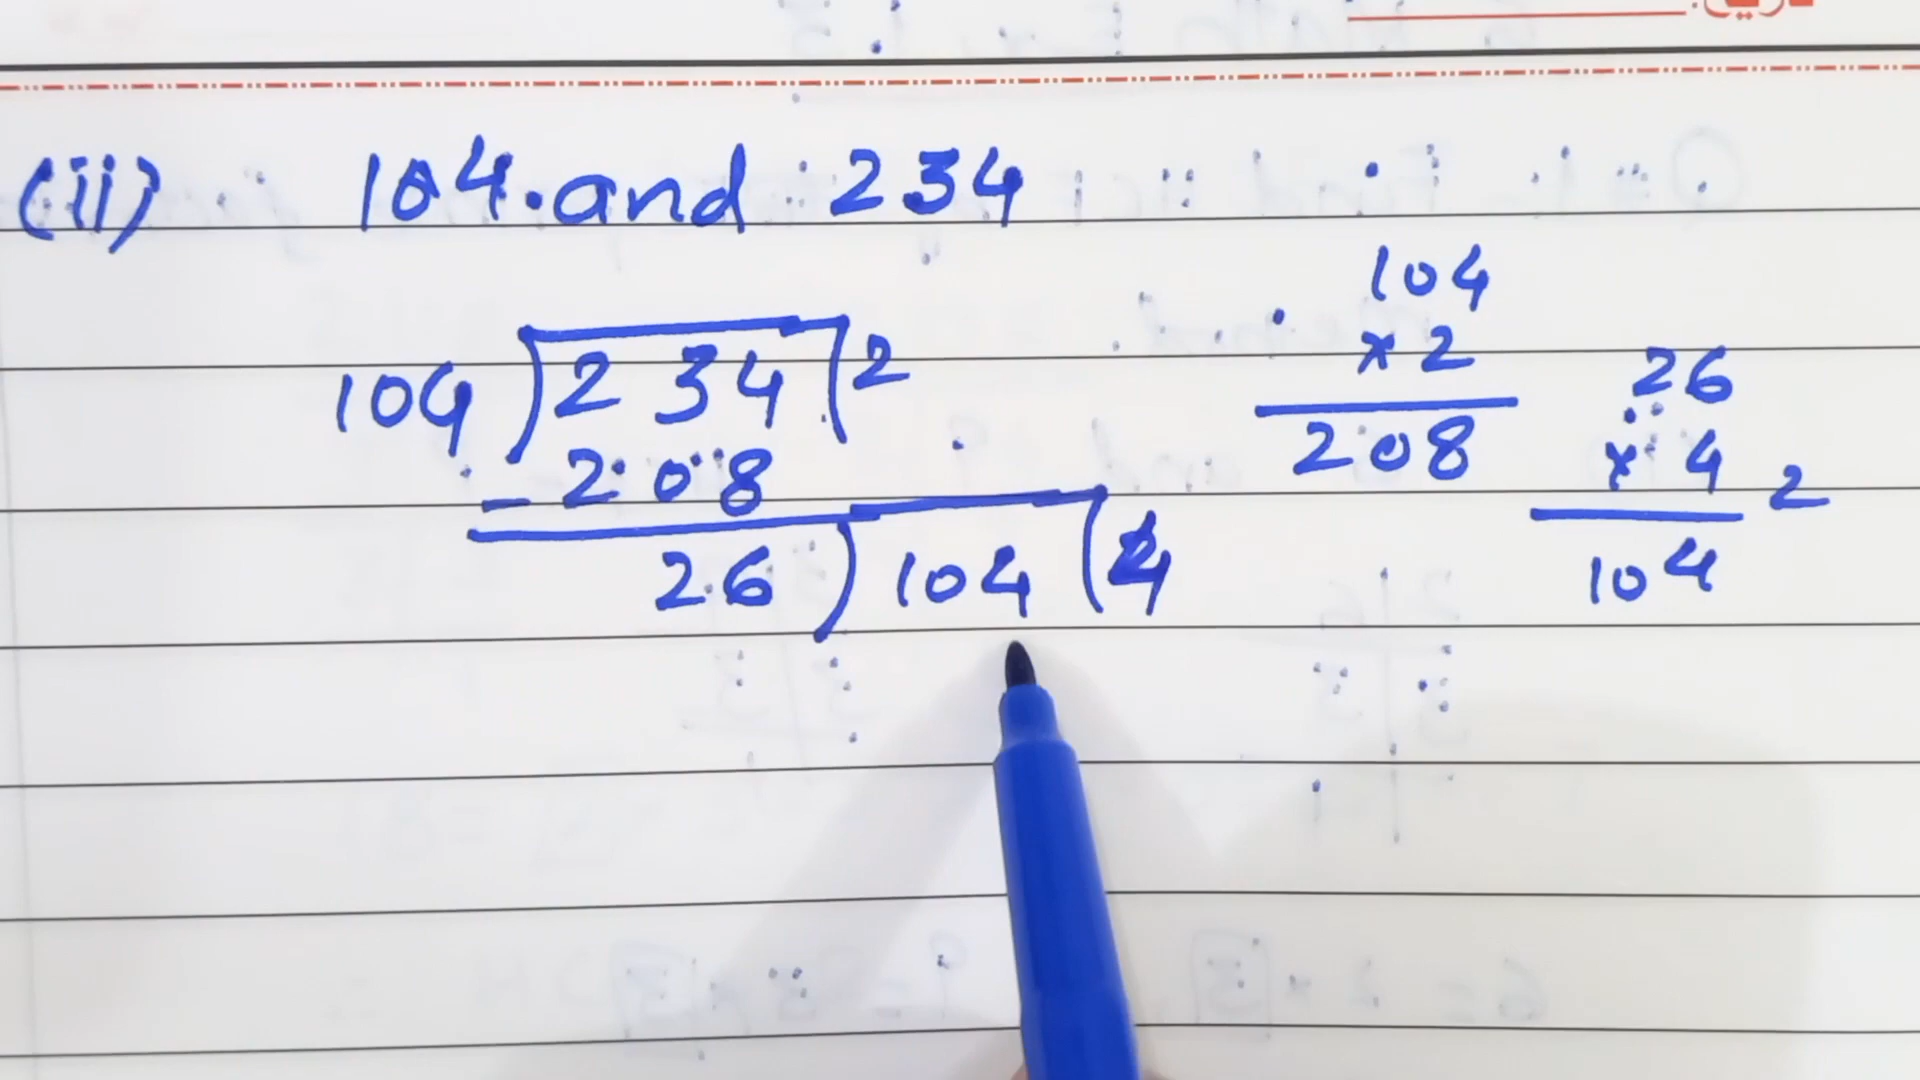 (ii) 104 and 234
104
× 2
208
26
× 4 2
104
104 ) 234 ( 2
- 208
26 ) 104 ( 4